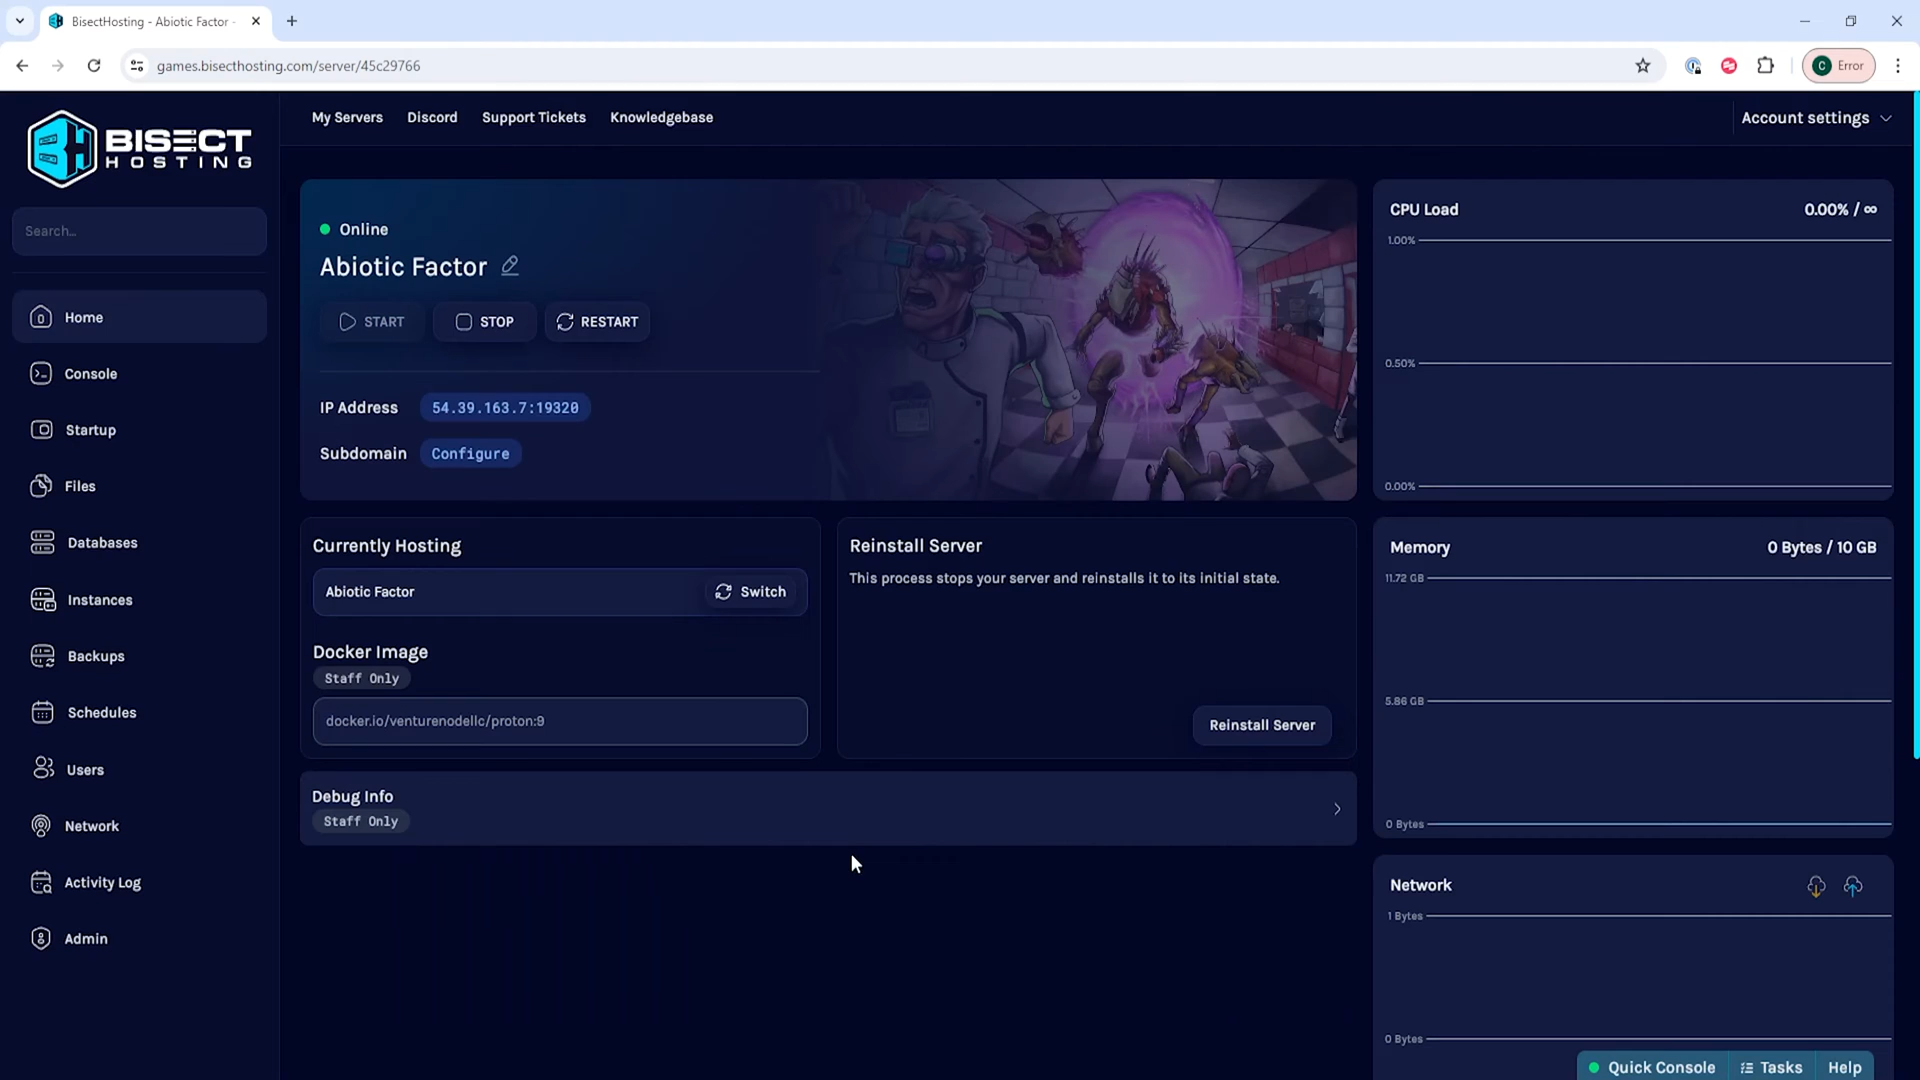 BisectHosting - Abiotic Factor -
games.bisecthosting.com/server/45c29766
C Error
BISECT
HOSTING
My Servers
Discord
Support Tickets
Knowledgebase
Account settings
Search...
Home
Console
Startup
Files
Databases
Instances
Backups
Schedules
Users
Network
Activity Log
Admin
Online
Abiotic Factor
START
STOP
RESTART
IP Address 54.39.163.7:19320
Subdomain Configure
Currently Hosting
Abiotic Factor
Switch
Docker Image
Staff Only
docker.io/venturenodellc/proton:9
Reinstall Server
This process stops your server and reinstalls it to its initial state.
Reinstall Server
Debug Info
Staff Only
CPU Load 0.00% / ∞
1.00%
0.50%
0.00%
Memory 0 Bytes / 10 GB
11.72 GB
5.86 GB
0 Bytes
Network
1 Bytes
0 Bytes
Quick Console
Tasks
Help